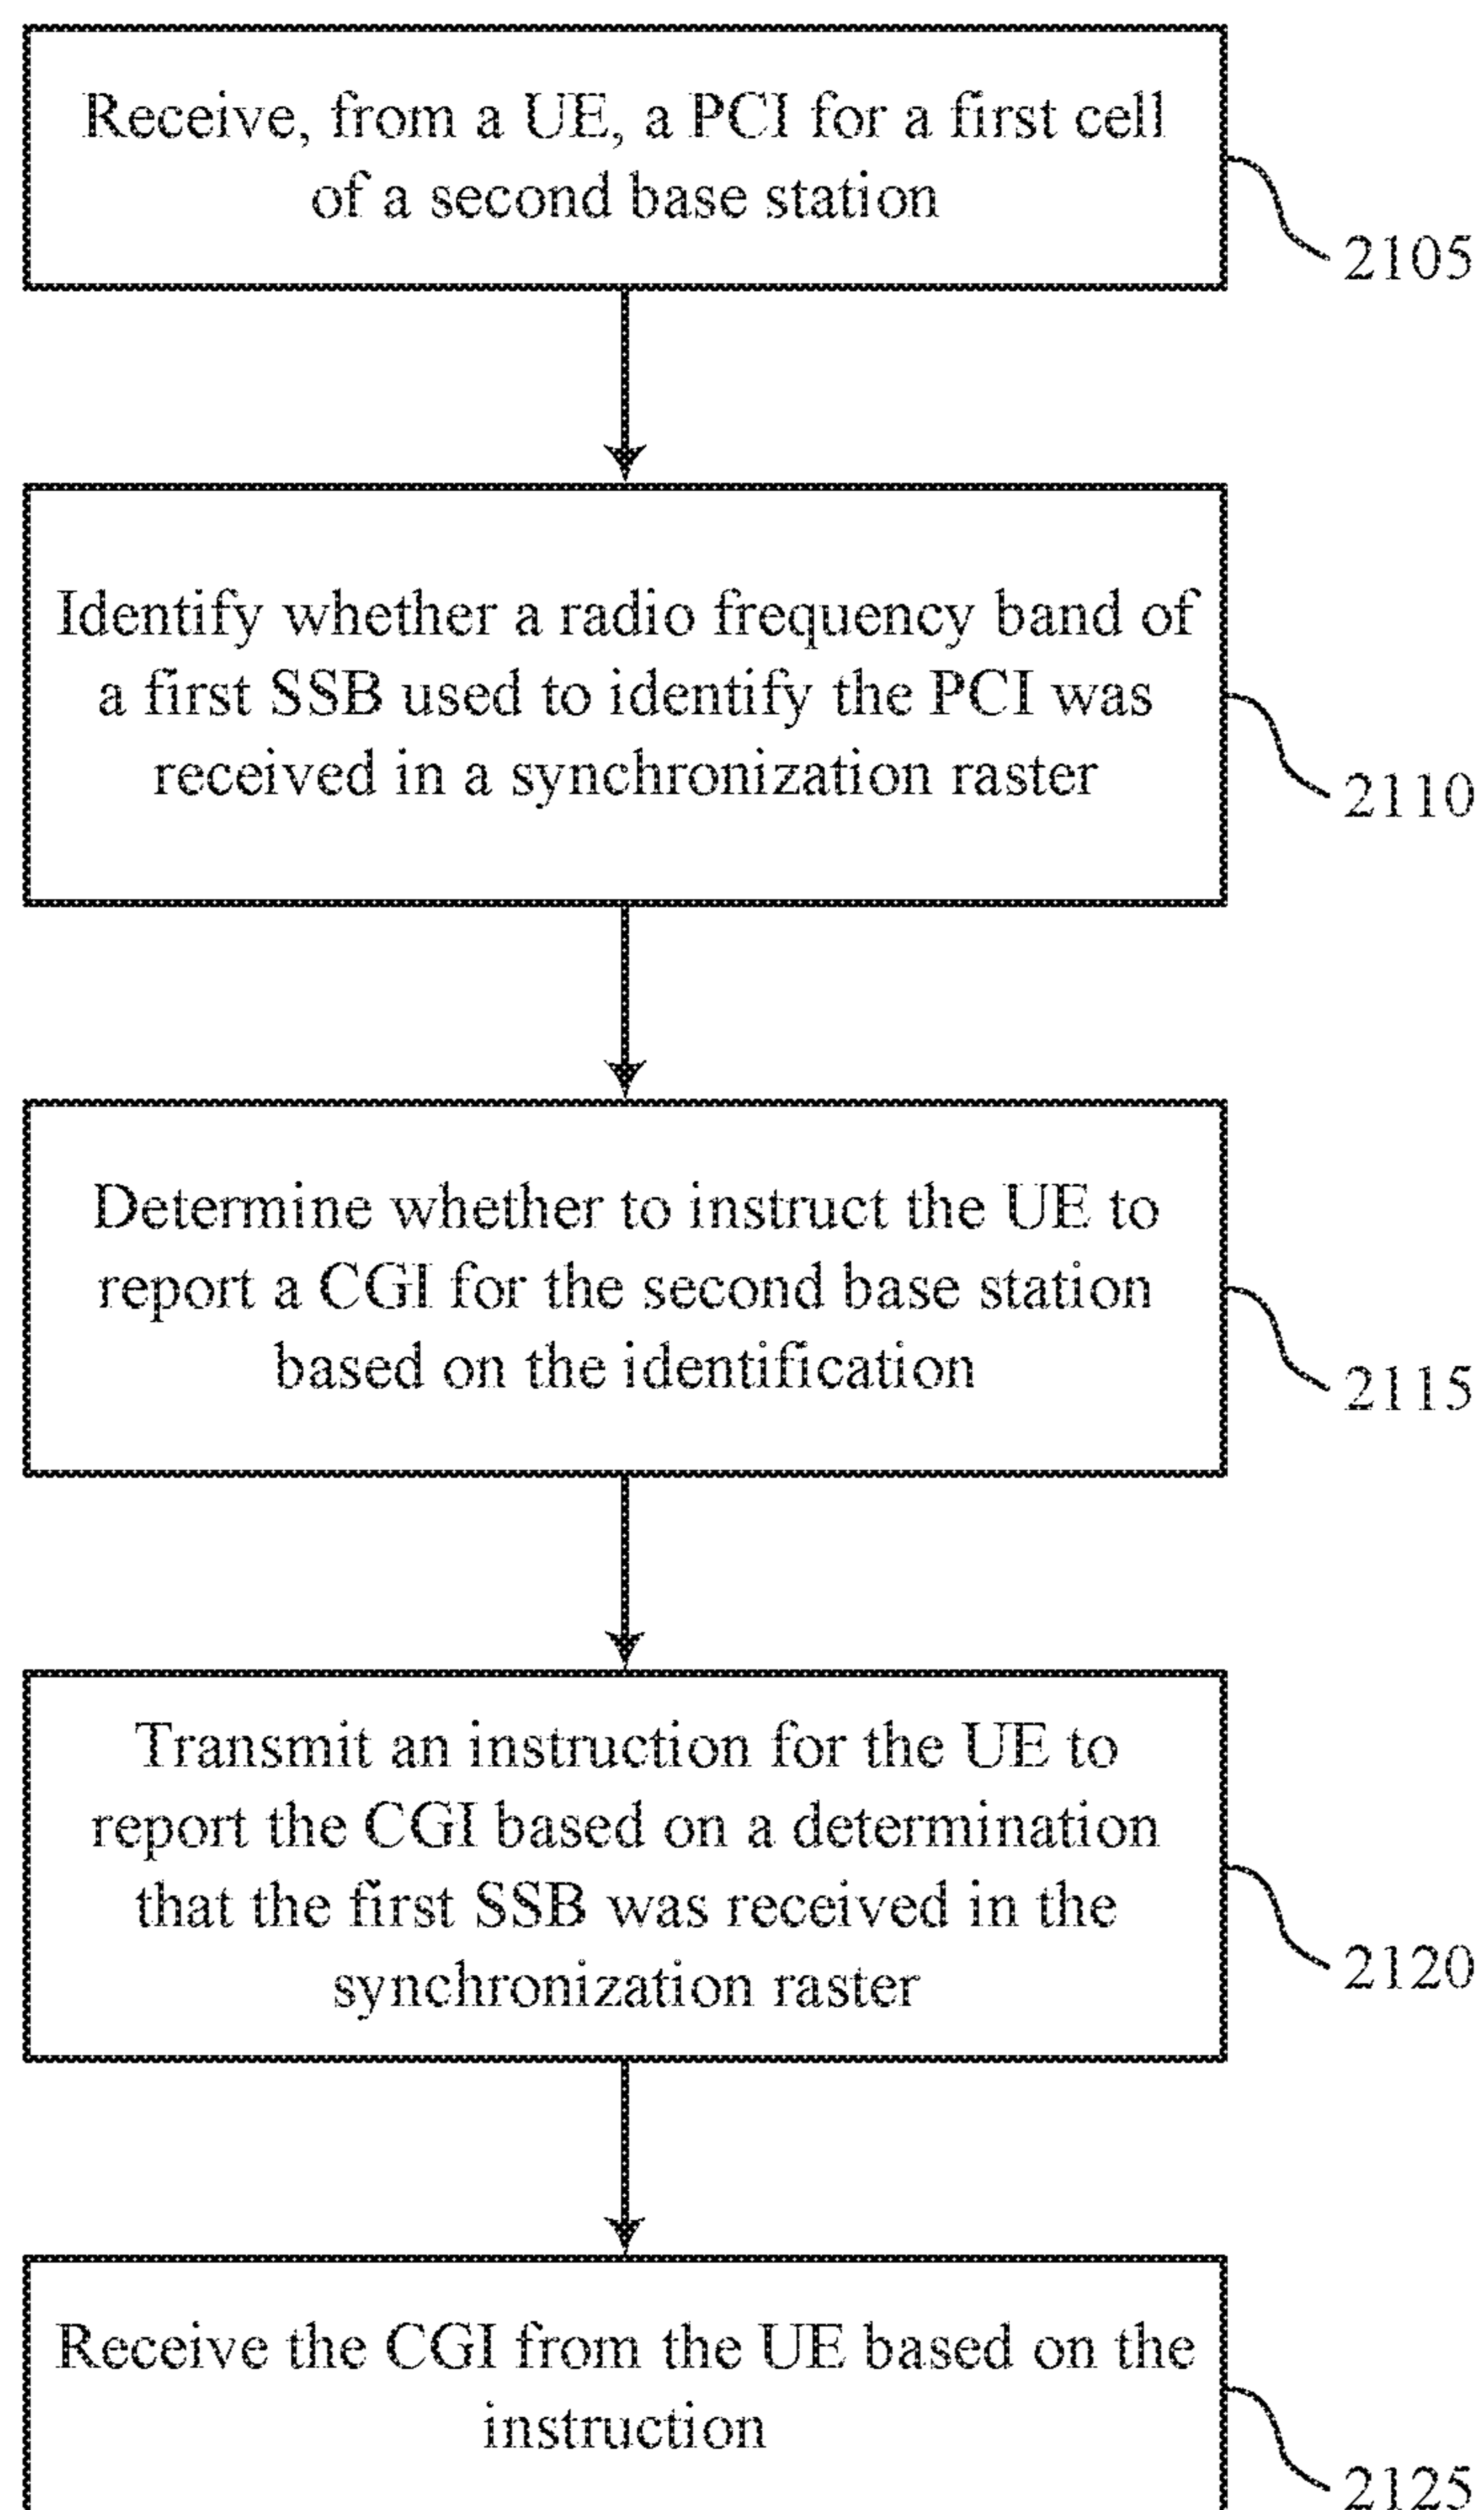 Receive, from a UE, a PCI for a first cell
of a second base station
2105
Identify whether a radio frequency band of
a first SSB used to identify the PCI was
received in a synchronization raster
2110
Determine whether to instruct the UE to
report a CGI for the second base station
based on the identification
2115
Transmit an instruction for the UE to
report the CGI based on a determination
that the first SSB was received in the
synchronization raster
2120
Receive the CGI from the UE based on the
instruction
2125